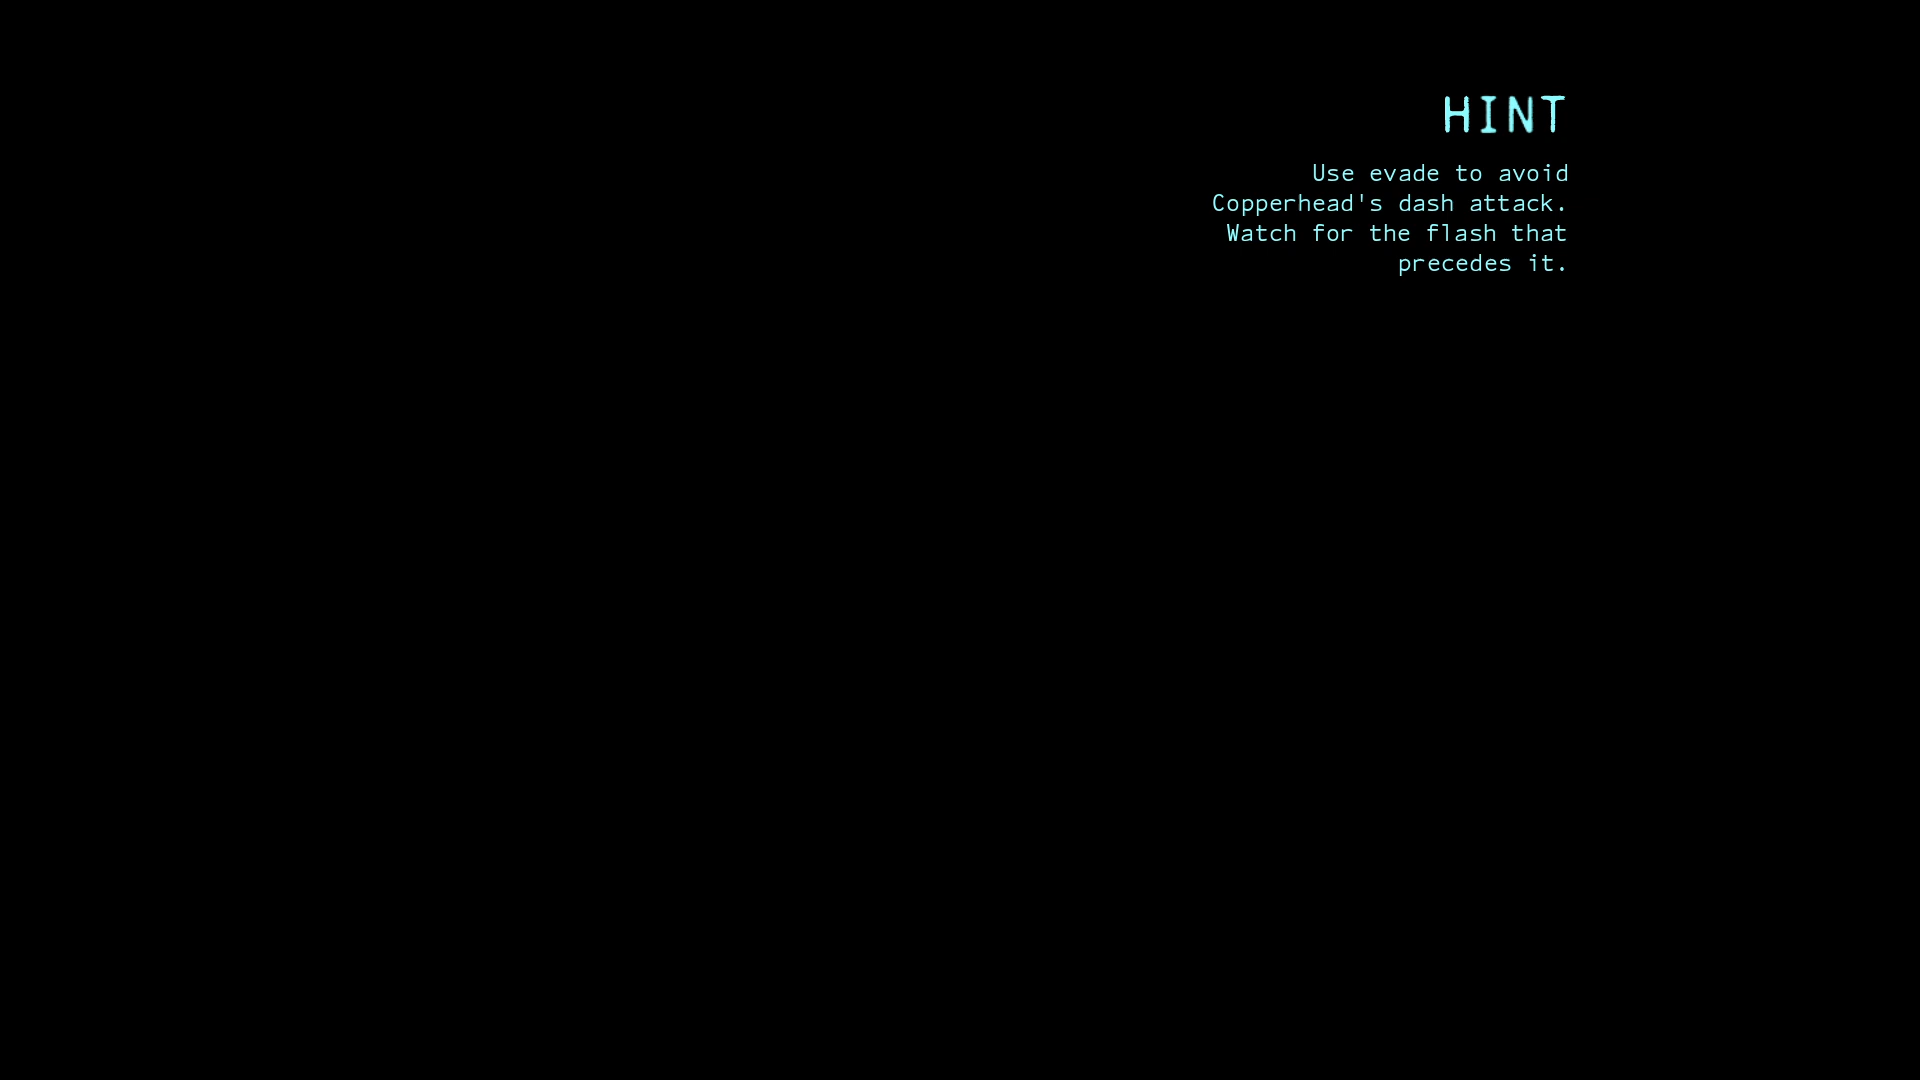 HINT
Use evade to avoid
Copperhead's dash attack.
Watch for the flash that
precedes it.